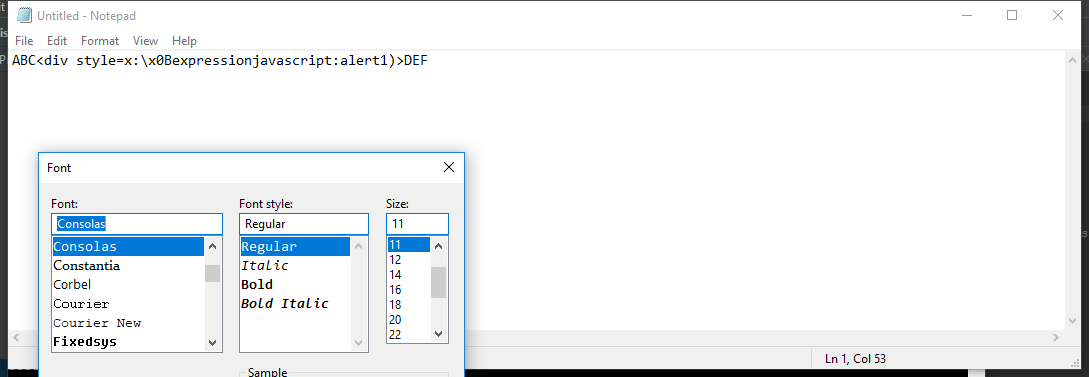 Untitled - Notepad
File Edit Format View Help
ABC<div style=x:\x0Bexpressionjavascript:alert1)>DEF
Font
Font: Font style: Size:
Consolas Regular 11
Consolas Regular 11
Constantia Italic 12
Corbel Bold 14
Courier Bold Italic 16
Courier New 18
Fixedsys 20
22
Ln 1, Col 53
Sample